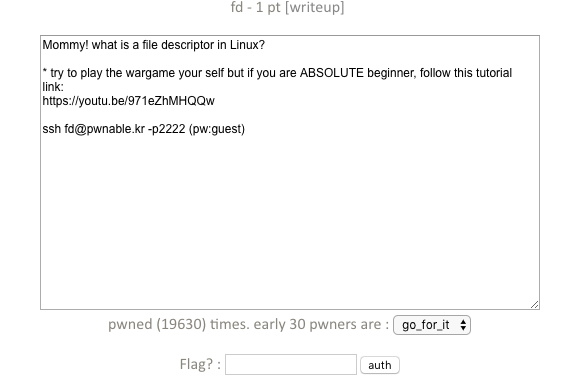 fd - 1 pt [writeup]
Mommy! what is a file descriptor in Linux?
* try to play the wargame your self but if you are ABSOLUTE beginner, follow this tutorial
link:
https://youtu.be/971eZhMHQQw
ssh fd@pwnable.kr -p2222 (pw:guest)
pwned (19630) times. early 30 pwners are : go_for_it
Flag? : auth